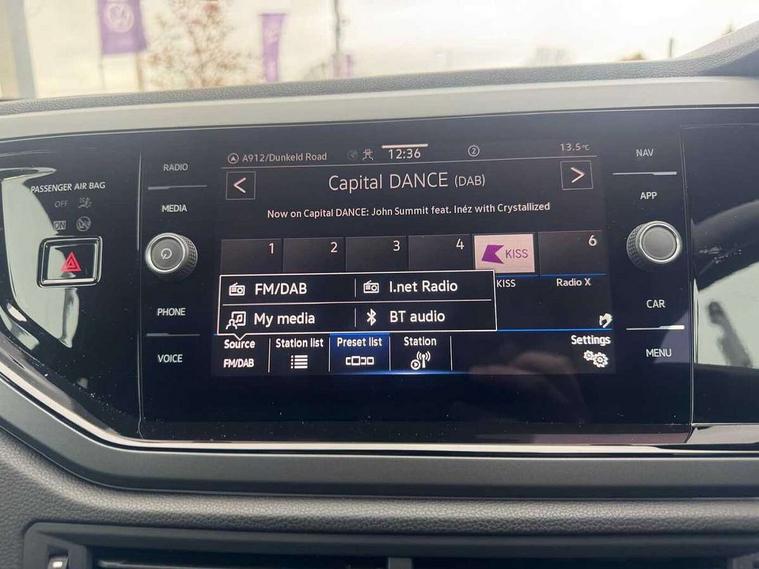 RADIO
MEDIA
PHONE
VOICE
PASSENGER AIR BAG
OFF
ON
A912/Dunkeld Road
12:36
2
13.5°C
< Capital DANCE (DAB) >
Now on Capital DANCE: John Summit feat. Inéz with Crystallized
1 2 3 4 KISS 6
KISS Radio X
FM/DAB I.net Radio
My media BT audio
Source Station list Preset list Station Settings
FM/DAB
NAV
APP
CAR
MENU